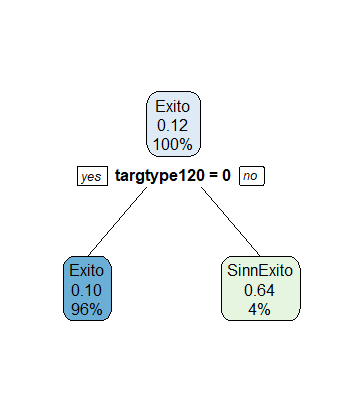 Exito
0.12
100%
yes targtype120 = 0 no
Exito
0.10
96%
SinnExito
0.64
4%